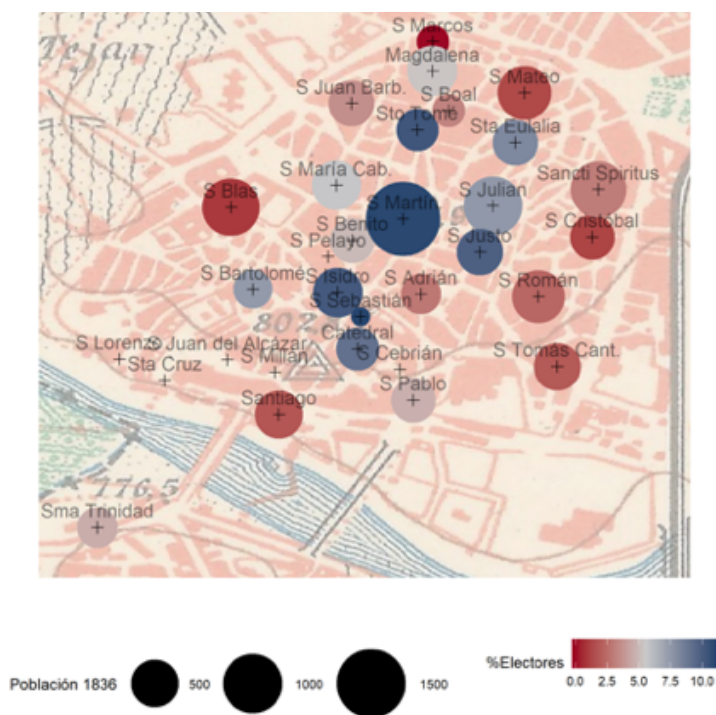 S Marcos
Tejar
Magdalena
S Mateo
S Juan Barb.
S Boal
Sto Tomé
Sta Eulalia
S María Cab.
Sancti Spiritus
S Blas
S Martín
S Julian
S Benito
S Cristóbal
S Pelayo
S Justo
S Bartolomé
S Isidro
S Adrián
S Román
S Sebastián
802
Catedral
S Lorenzo
S Juan del Alcázar
S Millán
S Cebrián
S Tomás Cant.
Sta Cruz
Santiago
S Pablo
776,5
Sma Trinidad
Población 1836
500
1000
1500
%Electores
0.0 2.5 5.0 7.5 10.0